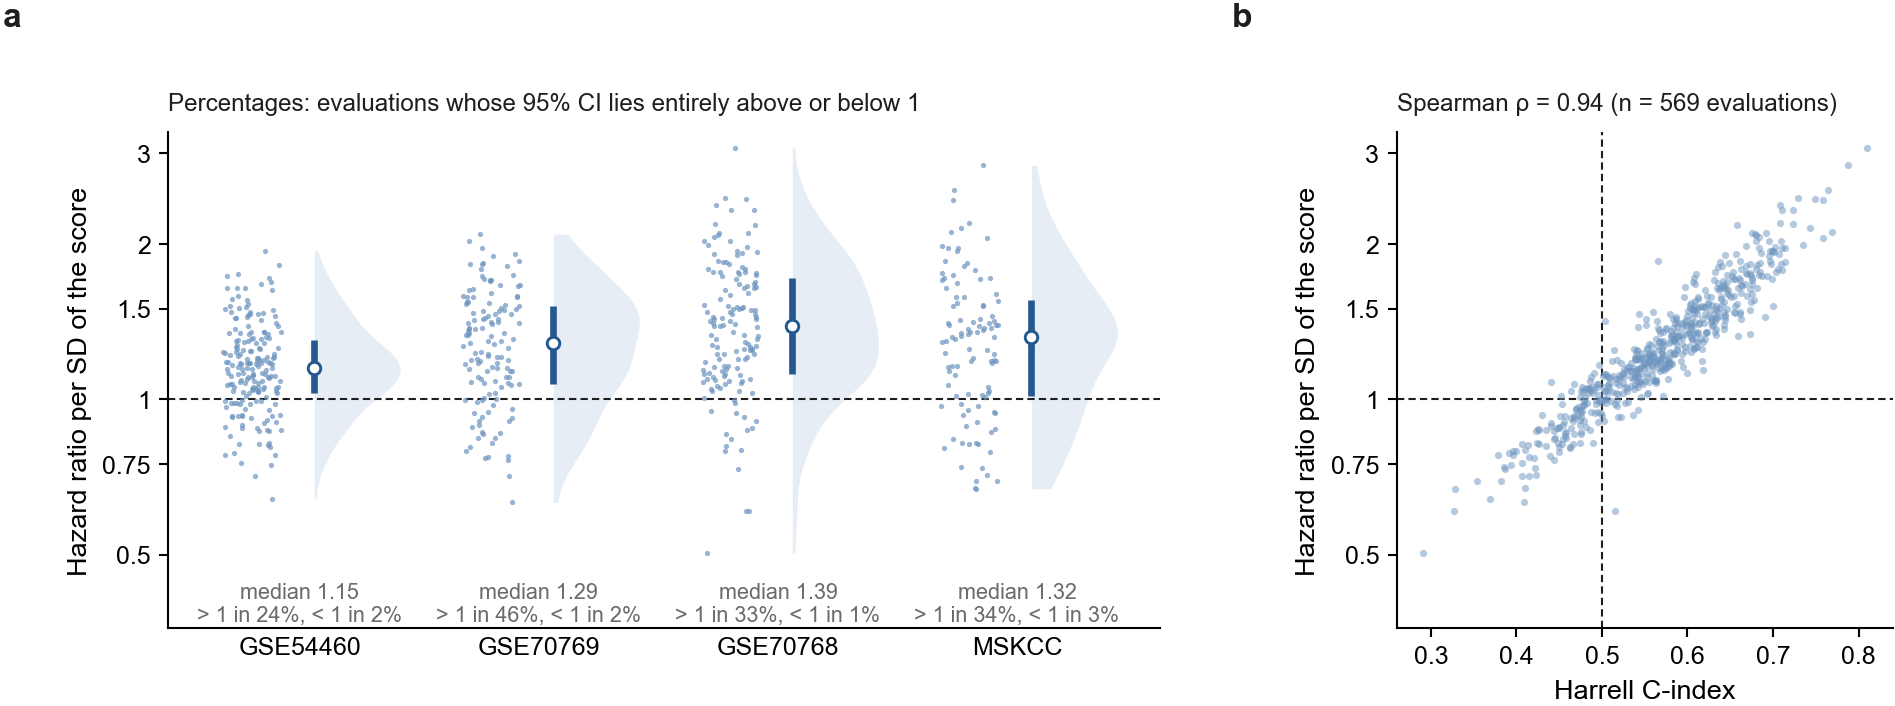 a
Percentages: evaluations whose 95% CI lies entirely above or below 1
Hazard ratio per SD of the score
3
2
1.5
1
0.75
0.5
median 1.15
> 1 in 24%, < 1 in 2%
GSE54460
median 1.29
> 1 in 46%, < 1 in 2%
GSE70769
median 1.39
> 1 in 33%, < 1 in 1%
GSE70768
median 1.32
> 1 in 34%, < 1 in 3%
MSKCC
b
Spearman ρ = 0.94 (n = 569 evaluations)
Hazard ratio per SD of the score
3
2
1.5
1
0.75
0.5
0.3 0.4 0.5 0.6 0.7 0.8
Harrell C-index